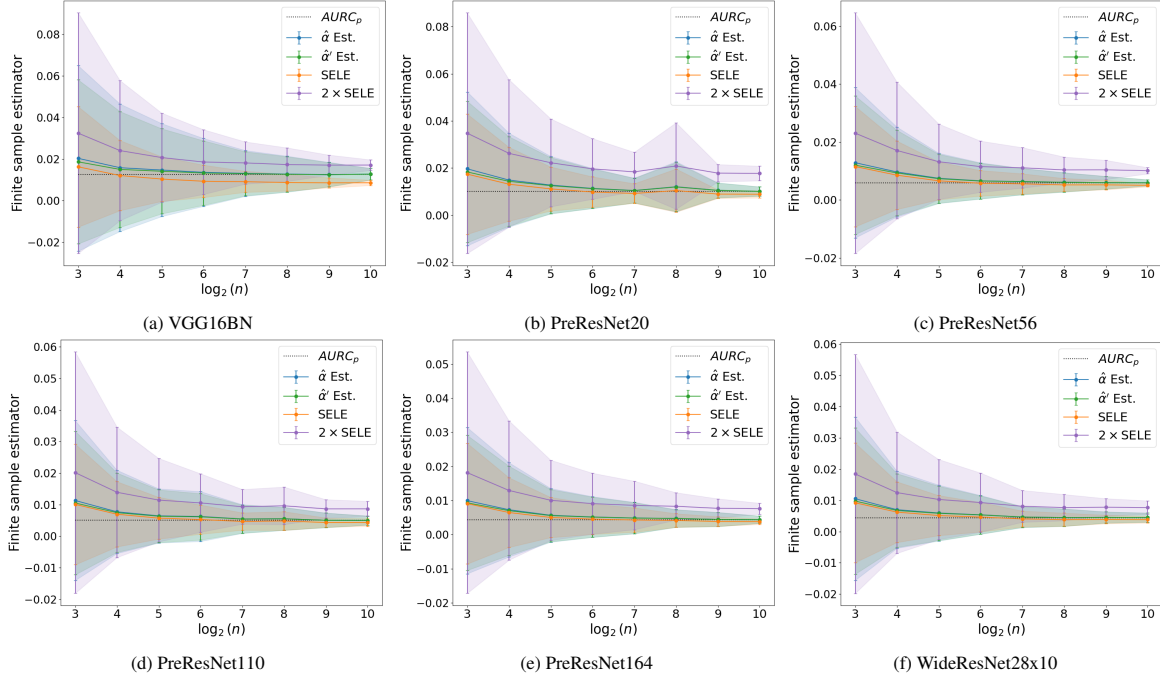 Finite sample estimator
0.08
0.06
0.04
0.02
0.00
−0.02
3 4 5 6 7 8 9 10
log₂ (n)
AURCₚ
α̂ Est.
α̂′ Est.
SELE
2 × SELE
(a) VGG16BN
Finite sample estimator
0.08
0.06
0.04
0.02
0.00
−0.02
3 4 5 6 7 8 9 10
log₂ (n)
AURCₚ
α̂ Est.
α̂′ Est.
SELE
2 × SELE
(b) PreResNet20
Finite sample estimator
0.06
0.04
0.02
0.00
−0.02
3 4 5 6 7 8 9 10
log₂ (n)
AURCₚ
α̂ Est.
α̂′ Est.
SELE
2 × SELE
(c) PreResNet56
Finite sample estimator
0.06
0.05
0.04
0.03
0.02
0.01
0.00
−0.01
−0.02
3 4 5 6 7 8 9 10
log₂ (n)
AURCₚ
α̂ Est.
α̂′ Est.
SELE
2 × SELE
(d) PreResNet110
Finite sample estimator
0.05
0.04
0.03
0.02
0.01
0.00
−0.01
−0.02
3 4 5 6 7 8 9 10
log₂ (n)
AURCₚ
α̂ Est.
α̂′ Est.
SELE
2 × SELE
(e) PreResNet164
Finite sample estimator
0.06
0.05
0.04
0.03
0.02
0.01
0.00
−0.01
−0.02
3 4 5 6 7 8 9 10
log₂ (n)
AURCₚ
α̂ Est.
α̂′ Est.
SELE
2 × SELE
(f) WideResNet28x10